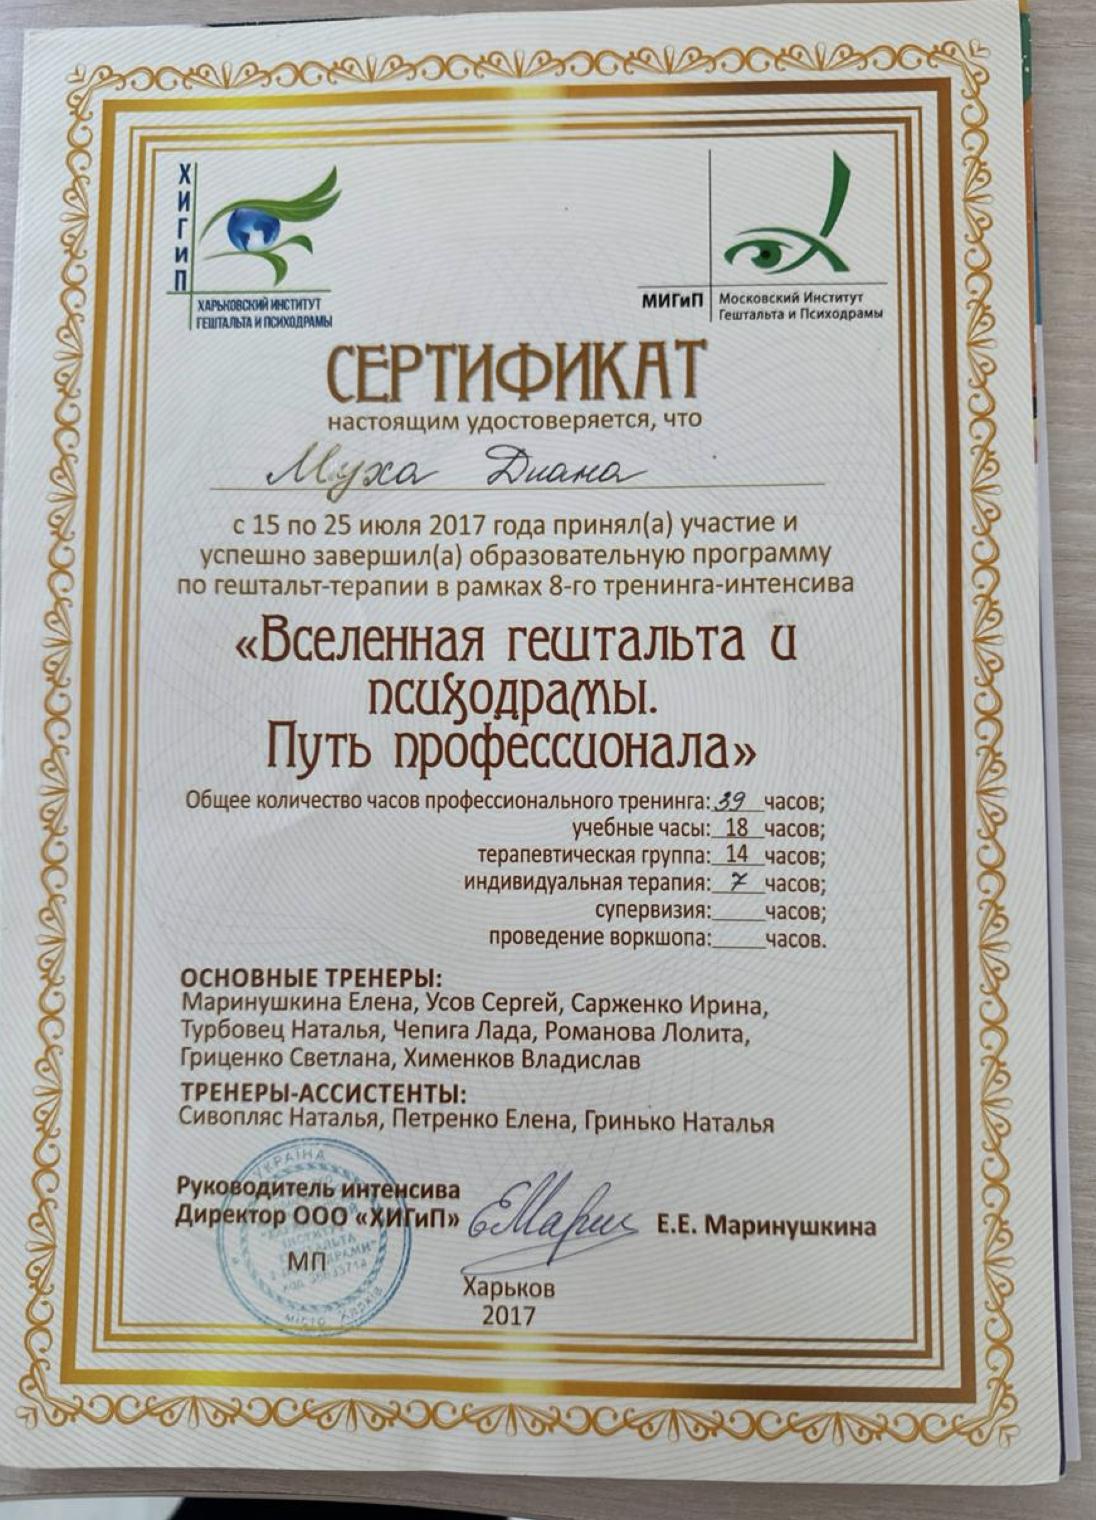 ХИГиП
ХАРЬКОВСКИЙ ИНСТИТУТ
ГЕШТАЛЬТА И ПСИХОДРАМЫ
МИГиП
Московский Институт
Гештальта и Психодрамы
СЕРТИФИКАТ
настоящим удостоверяется, что
Муха Диана
с 15 по 25 июля 2017 года принял(а) участие и
успешно завершил(а) образовательную программу
по гештальт-терапии в рамках 8-го тренинга-интенсива
«Вселенная гештальта и
психодрамы.
Путь профессионала»
Общее количество часов профессионального тренинга: 39 часов;
учебные часы: 18 часов;
терапевтическая группа: 14 часов;
индивидуальная терапия: 7 часов;
супервизия:_____часов;
проведение воркшопа:_____часов.
ОСНОВНЫЕ ТРЕНЕРЫ:
Маринушкина Елена, Усов Сергей, Сарженко Ирина,
Турбовец Наталья, Чепига Лада, Романова Лолита,
Гриценко Светлана, Хименков Владислав
ТРЕНЕРЫ-АССИСТЕНТЫ:
Сивопляс Наталья, Петренко Елена, Гринько Наталья
УКРАЇНА
Руководитель интенсива
Директор ООО «ХИГиП» Е.Е. Маринушкина
МП
місто Харків
Харьков
2017